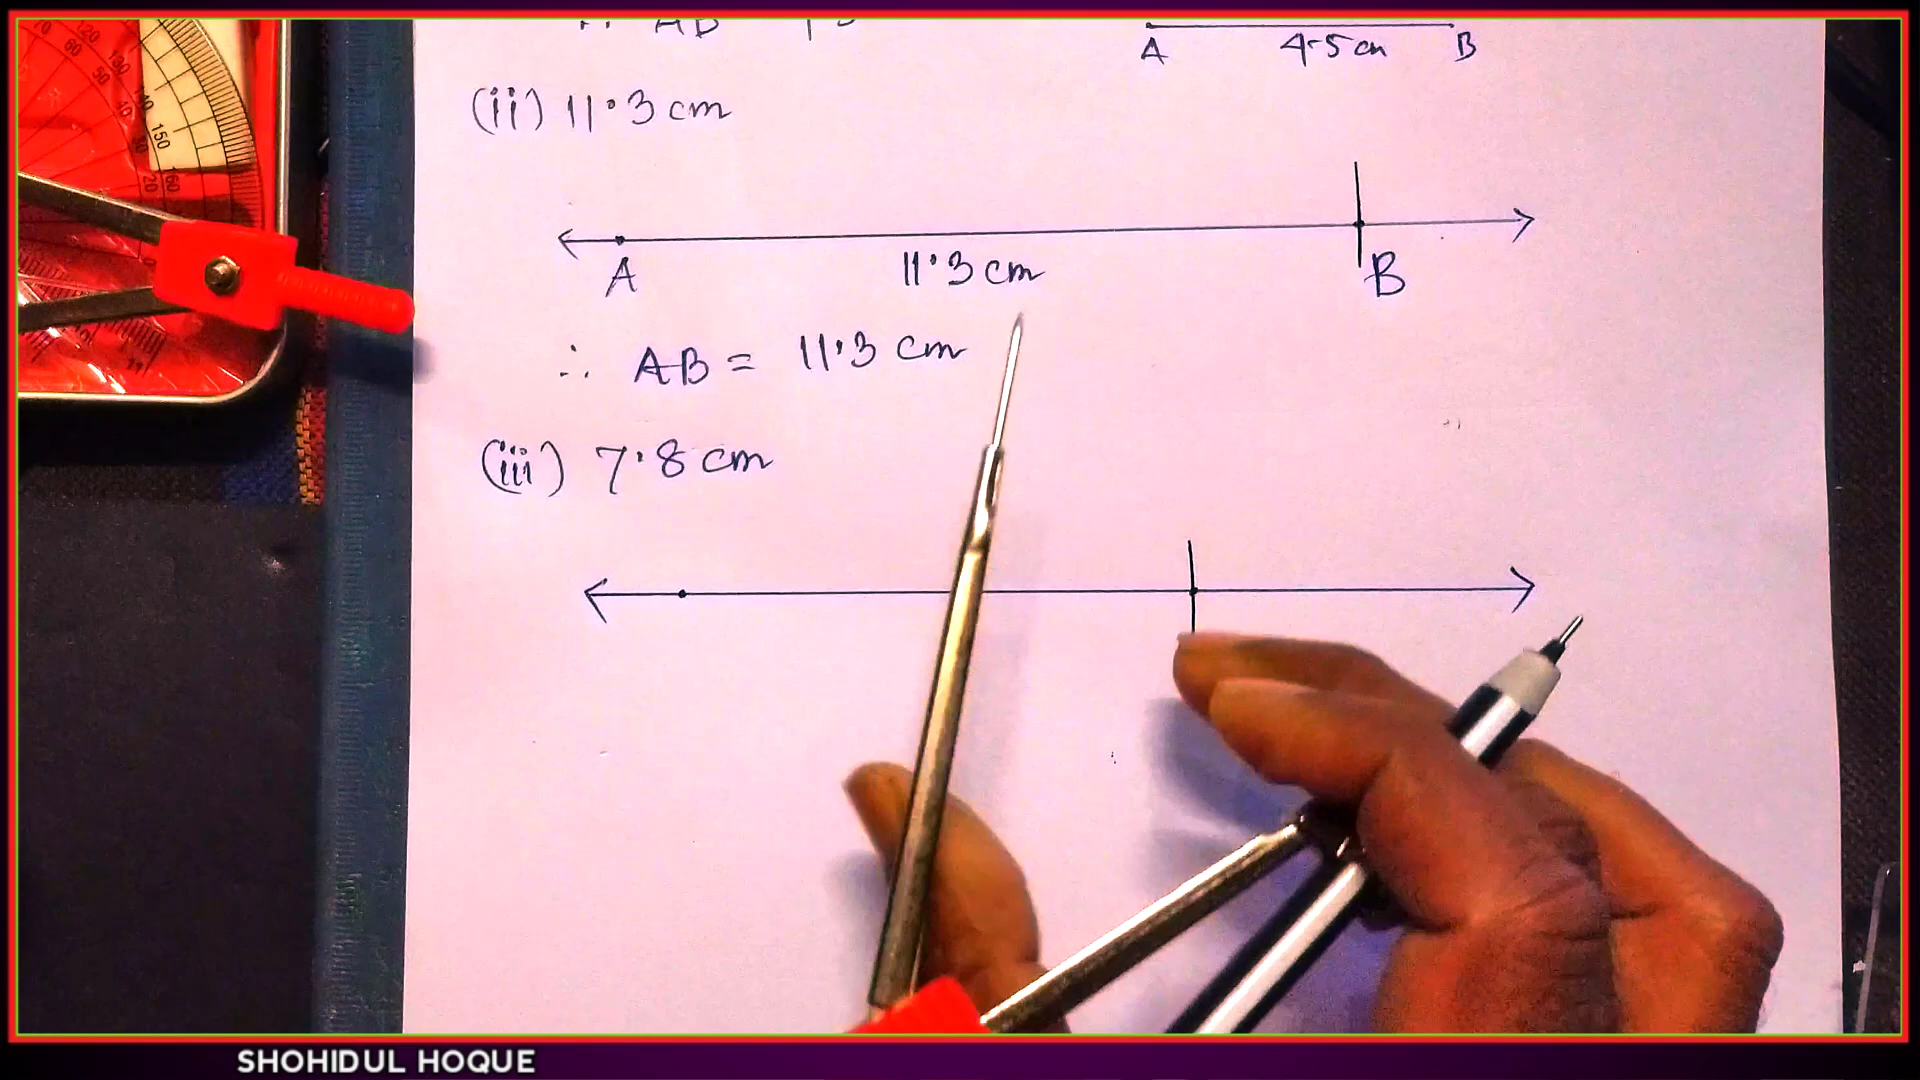 A 4.5 cm B
(ii) 11.3 cm
A 11.3 cm B
∴ AB = 11.3 cm
(iii) 7.8 cm
SHOHIDUL HOQUE